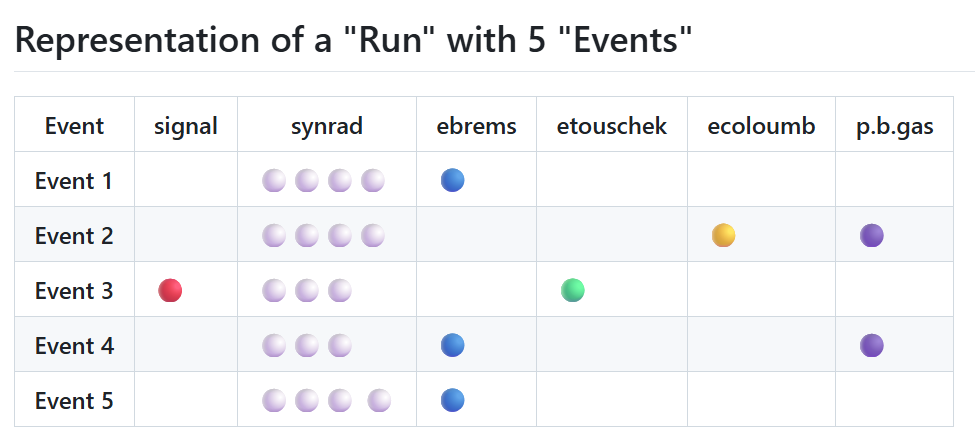 Representation of a "Run" with 5 "Events"
Event signal synrad ebrems etouschek ecoloumb p.b.gas
Event 1
Event 2
Event 3
Event 4
Event 5